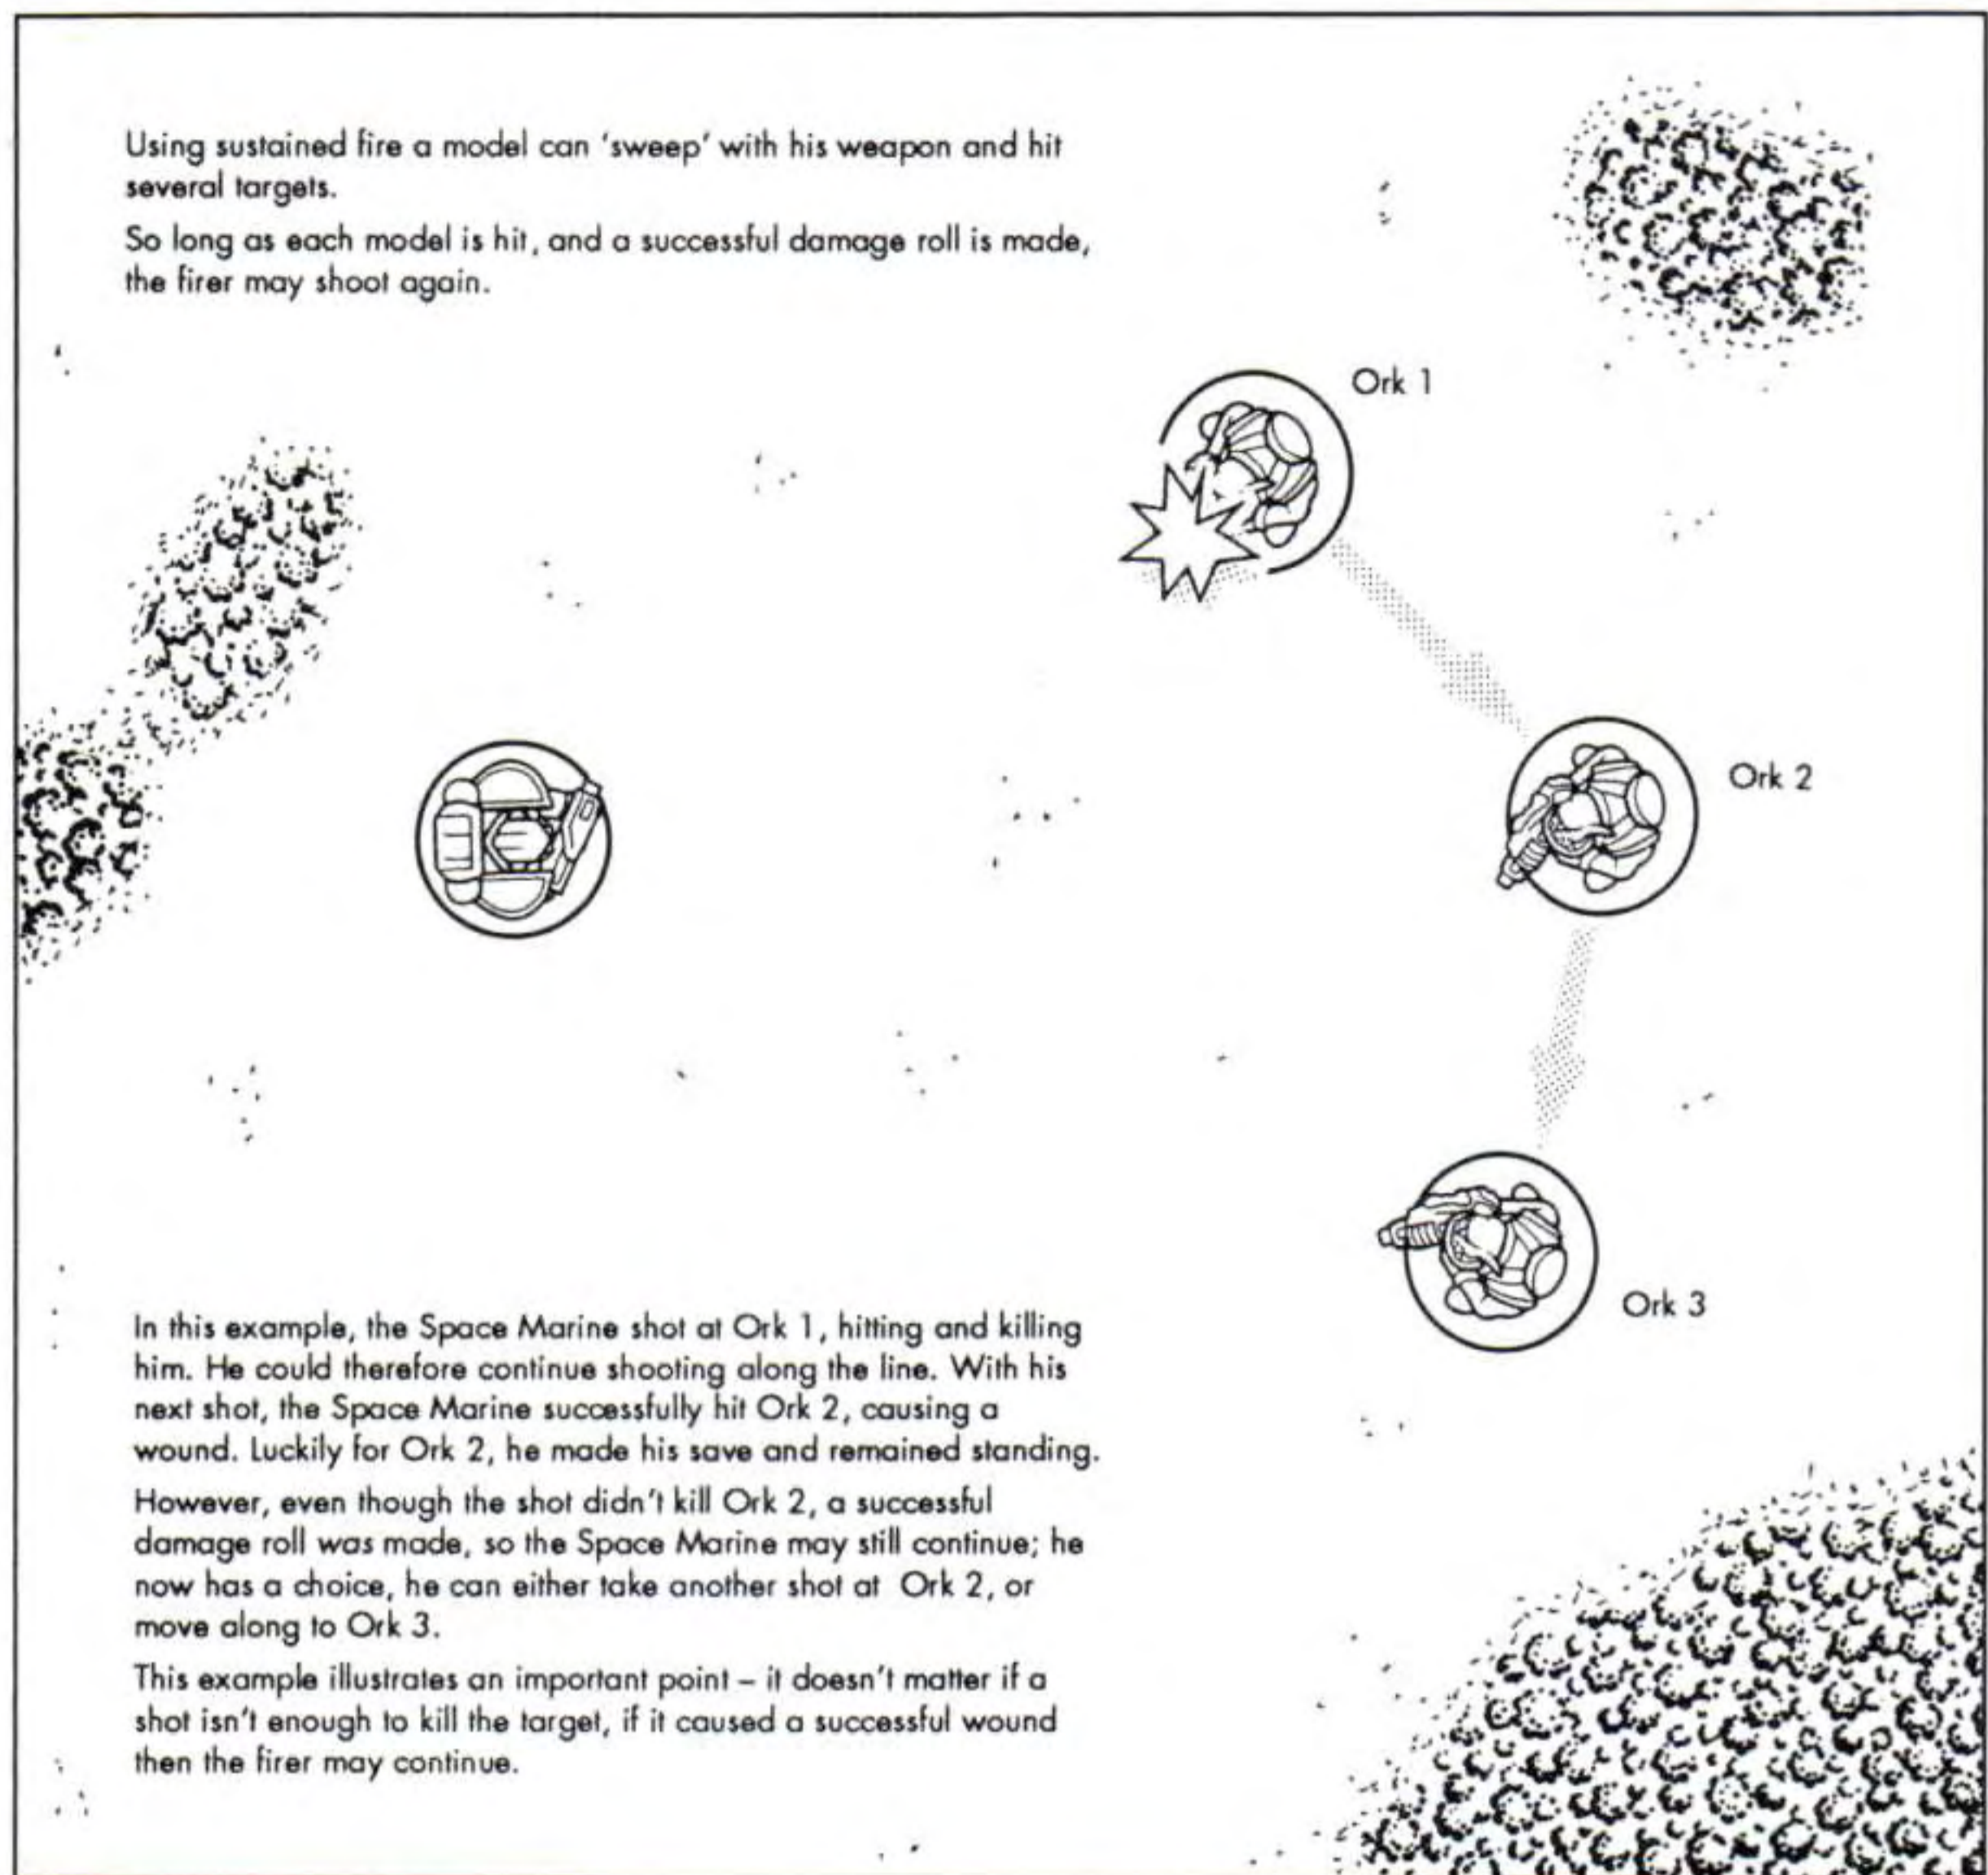 Using sustained fire a model can 'sweep' with his weapon and hit
several targets.
So long as each model is hit, and a successful damage roll is made,
the firer may shoot again.
Ork 1
Ork 2
Ork 3
In this example, the Space Marine shot at Ork 1, hitting and killing
him. He could therefore continue shooting along the line. With his
next shot, the Space Marine successfully hit Ork 2, causing a
wound. Luckily for Ork 2, he made his save and remained standing.
However, even though the shot didn't kill Ork 2, a successful
damage roll was made, so the Space Marine may still continue; he
now has a choice, he can either take another shot at Ork 2, or
move along to Ork 3.
This example illustrates an important point – it doesn't matter if a
shot isn't enough to kill the target, if it caused a successful wound
then the firer may continue.